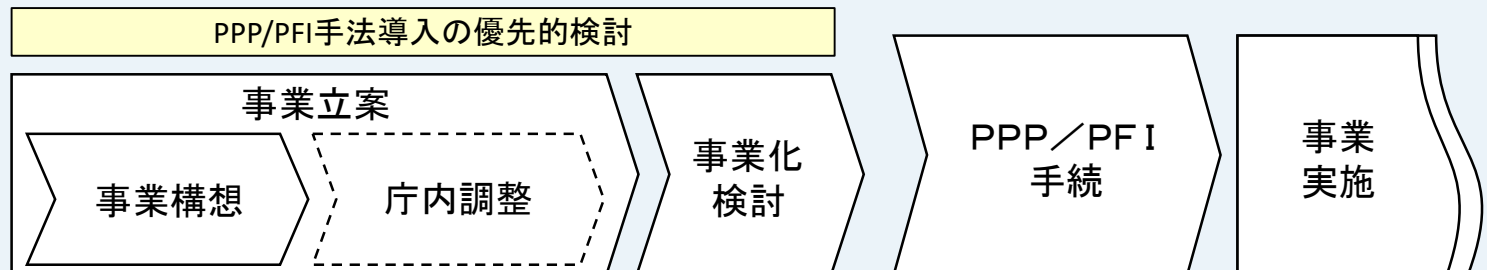 PPP/PFI手法導入の優先的検討
事業立案
事業構想
庁内調整
事業化
検討
ＰＰＰ／ＰＦＩ
手続
事業
実施